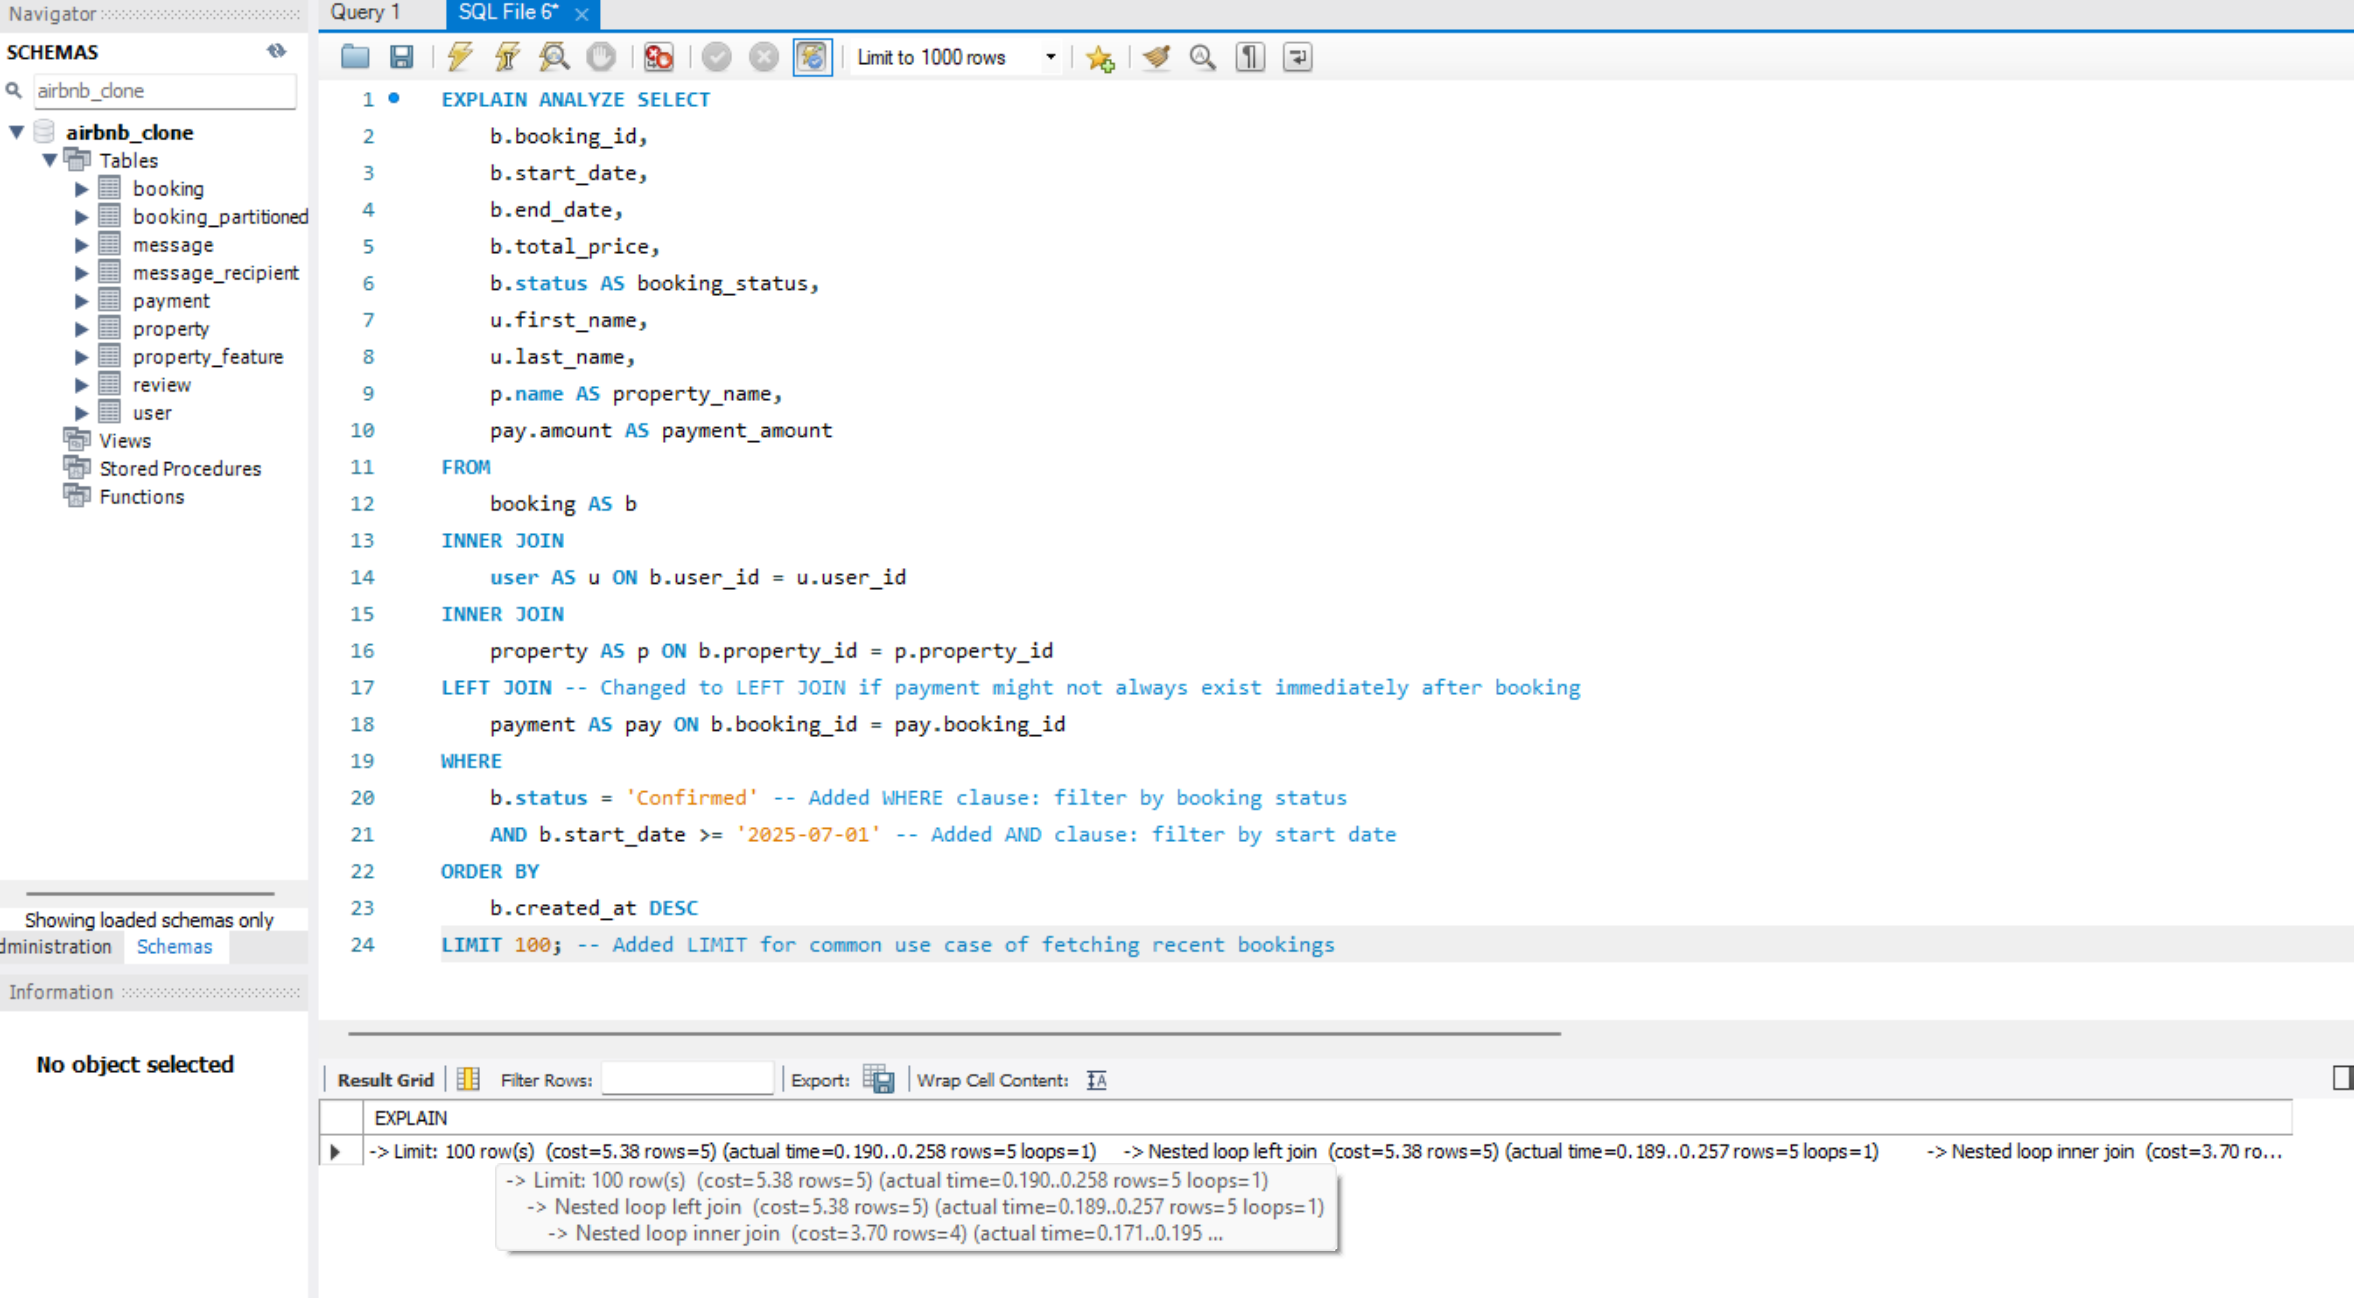 Navigator
SCHEMAS
airbnb_clone
airbnb_clone
Tables
booking
booking_partitioned
message
message_recipient
payment
property
property_feature
review
user
Views
Stored Procedures
Functions
Showing loaded schemas only
dministration Schemas
Information
No object selected
Query 1 SQL File 6* ×
Limit to 1000 rows
1 EXPLAIN ANALYZE SELECT
2 b.booking_id,
3 b.start_date,
4 b.end_date,
5 b.total_price,
6 b.status AS booking_status,
7 u.first_name,
8 u.last_name,
9 p.name AS property_name,
10 pay.amount AS payment_amount
11 FROM
12 booking AS b
13 INNER JOIN
14 user AS u ON b.user_id = u.user_id
15 INNER JOIN
16 property AS p ON b.property_id = p.property_id
17 LEFT JOIN -- Changed to LEFT JOIN if payment might not always exist immediately after booking
18 payment AS pay ON b.booking_id = pay.booking_id
19 WHERE
20 b.status = 'Confirmed' -- Added WHERE clause: filter by booking status
21 AND b.start_date >= '2025-07-01' -- Added AND clause: filter by start date
22 ORDER BY
23 b.created_at DESC
24 LIMIT 100; -- Added LIMIT for common use case of fetching recent bookings
Result Grid Filter Rows: Export: Wrap Cell Content:
EXPLAIN
-> Limit: 100 row(s) (cost=5.38 rows=5) (actual time=0.190..0.258 rows=5 loops=1) -> Nested loop left join (cost=5.38 rows=5) (actual time=0.189..0.257 rows=5 loops=1) -> Nested loop inner join (cost=3.70 ro...
-> Limit: 100 row(s) (cost=5.38 rows=5) (actual time=0.190..0.258 rows=5 loops=1)
-> Nested loop left join (cost=5.38 rows=5) (actual time=0.189..0.257 rows=5 loops=1)
-> Nested loop inner join (cost=3.70 rows=4) (actual time=0.171..0.195 ...